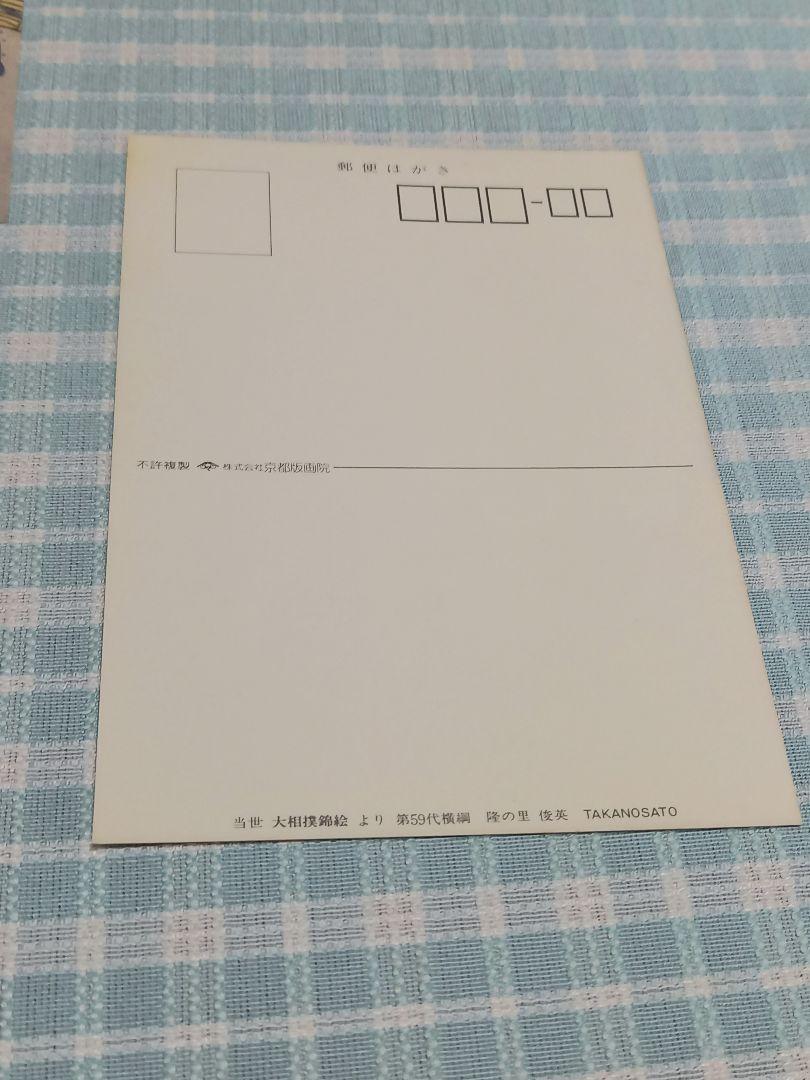 郵便はがき
不許複製 株式会社京都版画院
当世 大相撲錦絵 より 第59代横綱 隆の里 俊英 TAKANOSATO